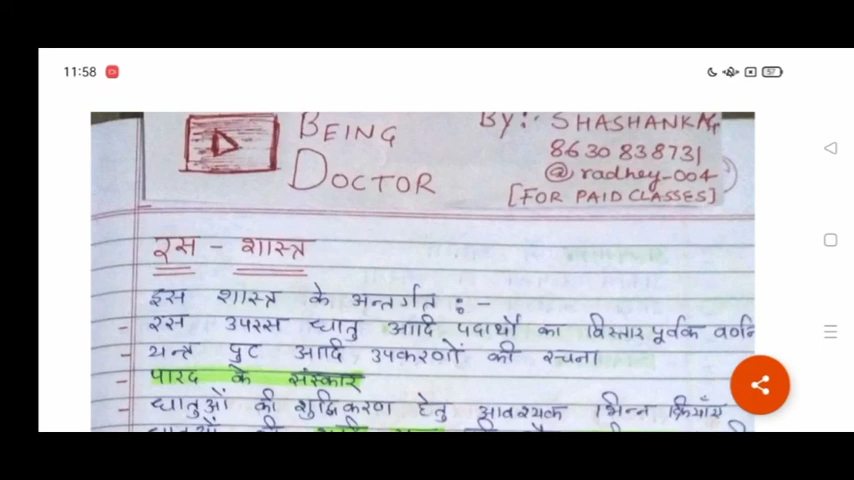 11:58
57
BEING
DOCTOR
By:- SHASHANK
8630838731
@radhey-004
[FOR PAID CLASSES]
रस - शास्त्र
इस शास्त्र के अन्तर्गत :-
- रस उपरस धातु आदि पदार्थो का विस्तार पूर्वक
- यन्त्र पुट आदि उपकरणों की रचना
- पारद के संस्कार
- धातुओं की शुद्धिकरण हेतु आवश्यक भिन्न क्रियाँए